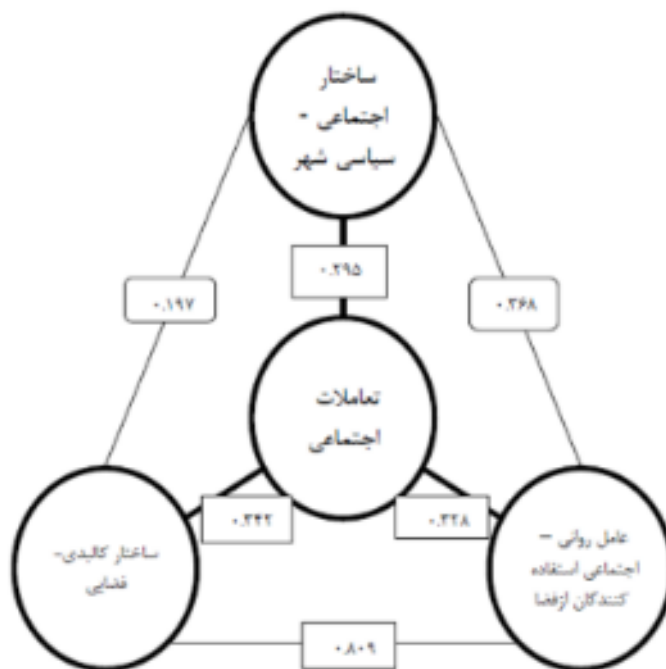 ساختار
اجتماعی -
سیاسی شهر
۰.۲۹۵
۰.۱۹۷
۰.۳۶۸
تعاملات
اجتماعی
۰.۳۴۲
۰.۳۲۸
ساختار کالبدی-
فضایی
عامل روانی –
اجتماعی استفاده
کنندگان ازفضا
۰.۸۰۹